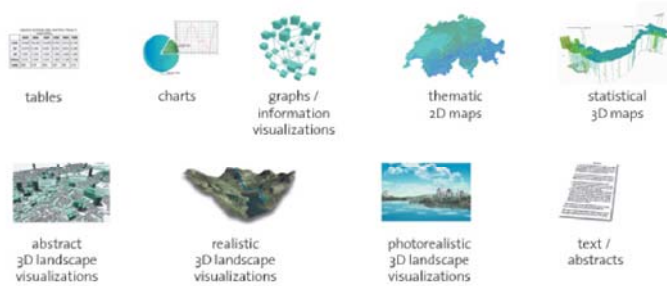 tables
charts
graphs /
information
visualizations
thematic
2D maps
statistical
3D maps
abstract
3D landscape
visualizations
realistic
3D landscape
visualizations
photorealistic
3D landscape
visualizations
text /
abstracts